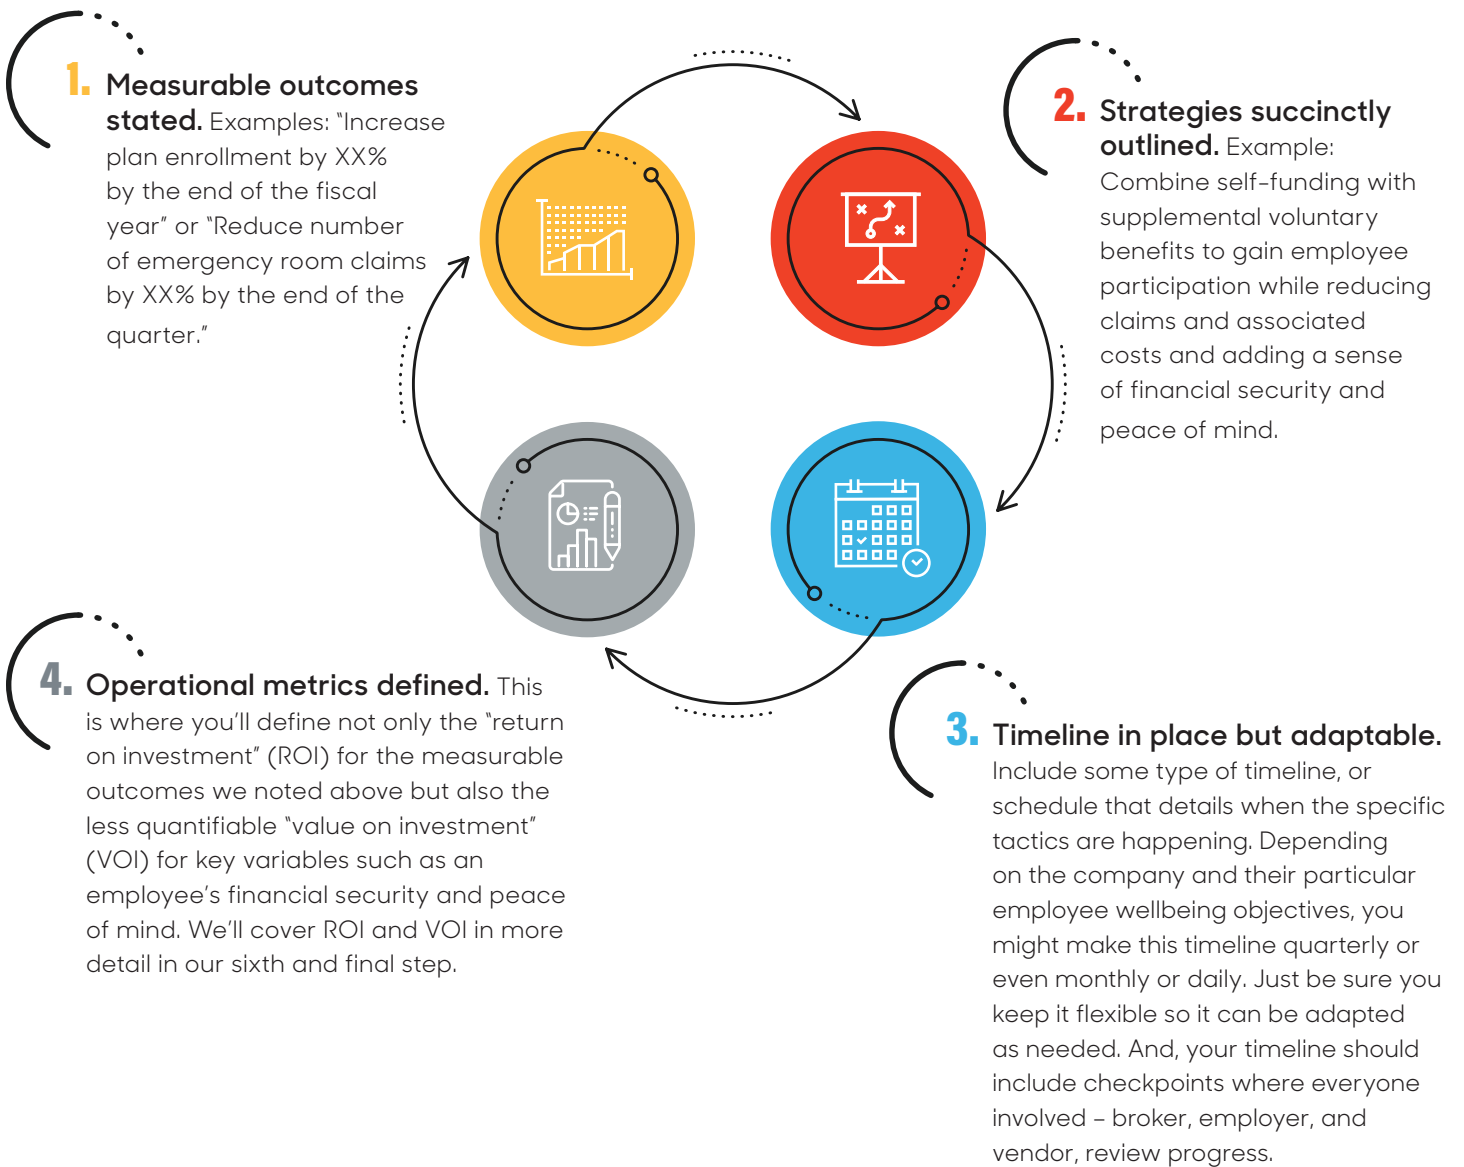 1. Measurable outcomes
stated. Examples: “Increase
plan enrollment by XX%
by the end of the fiscal
year” or “Reduce number
of emergency room claims
by XX% by the end of the
quarter.”
2. Strategies succinctly
outlined. Example:
Combine self-funding with
supplemental voluntary
benefits to gain employee
participation while reducing
claims and associated
costs and adding a sense
of financial security and
peace of mind.
3. Timeline in place but adaptable.
Include some type of timeline, or
schedule that details when the specific
tactics are happening. Depending
on the company and their particular
employee wellbeing objectives, you
might make this timeline quarterly or
even monthly or daily. Just be sure you
keep it flexible so it can be adapted
as needed. And, your timeline should
include checkpoints where everyone
involved – broker, employer, and
vendor, review progress.
4. Operational metrics defined. This
is where you’ll define not only the “return
on investment” (ROI) for the measurable
outcomes we noted above but also the
less quantifiable “value on investment”
(VOI) for key variables such as an
employee’s financial security and peace
of mind. We’ll cover ROI and VOI in more
detail in our sixth and final step.